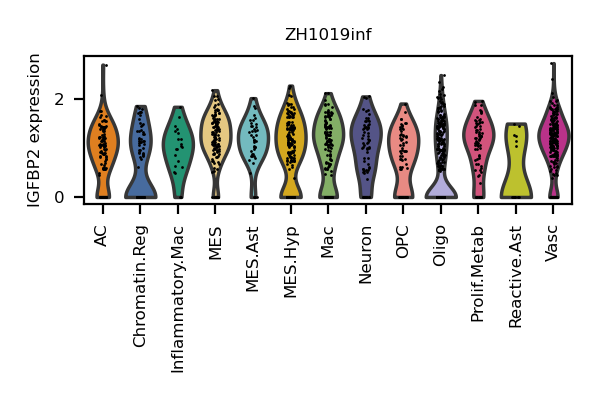 ZH1019inf
IGFBP2 expression
2
0
AC
Chromatin.Reg
Inflammatory.Mac
MES
MES.Ast
MES.Hyp
Mac
Neuron
OPC
Oligo
Prolif.Metab
Reactive.Ast
Vasc